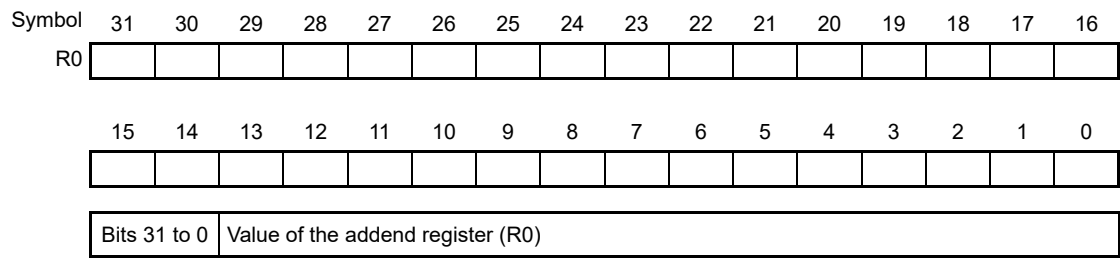 Symbol 31 30 29 28 27 26 25 24 23 22 21 20 19 18 17 16
R0
15 14 13 12 11 10 9 8 7 6 5 4 3 2 1 0
Bits 31 to 0 Value of the addend register (R0)